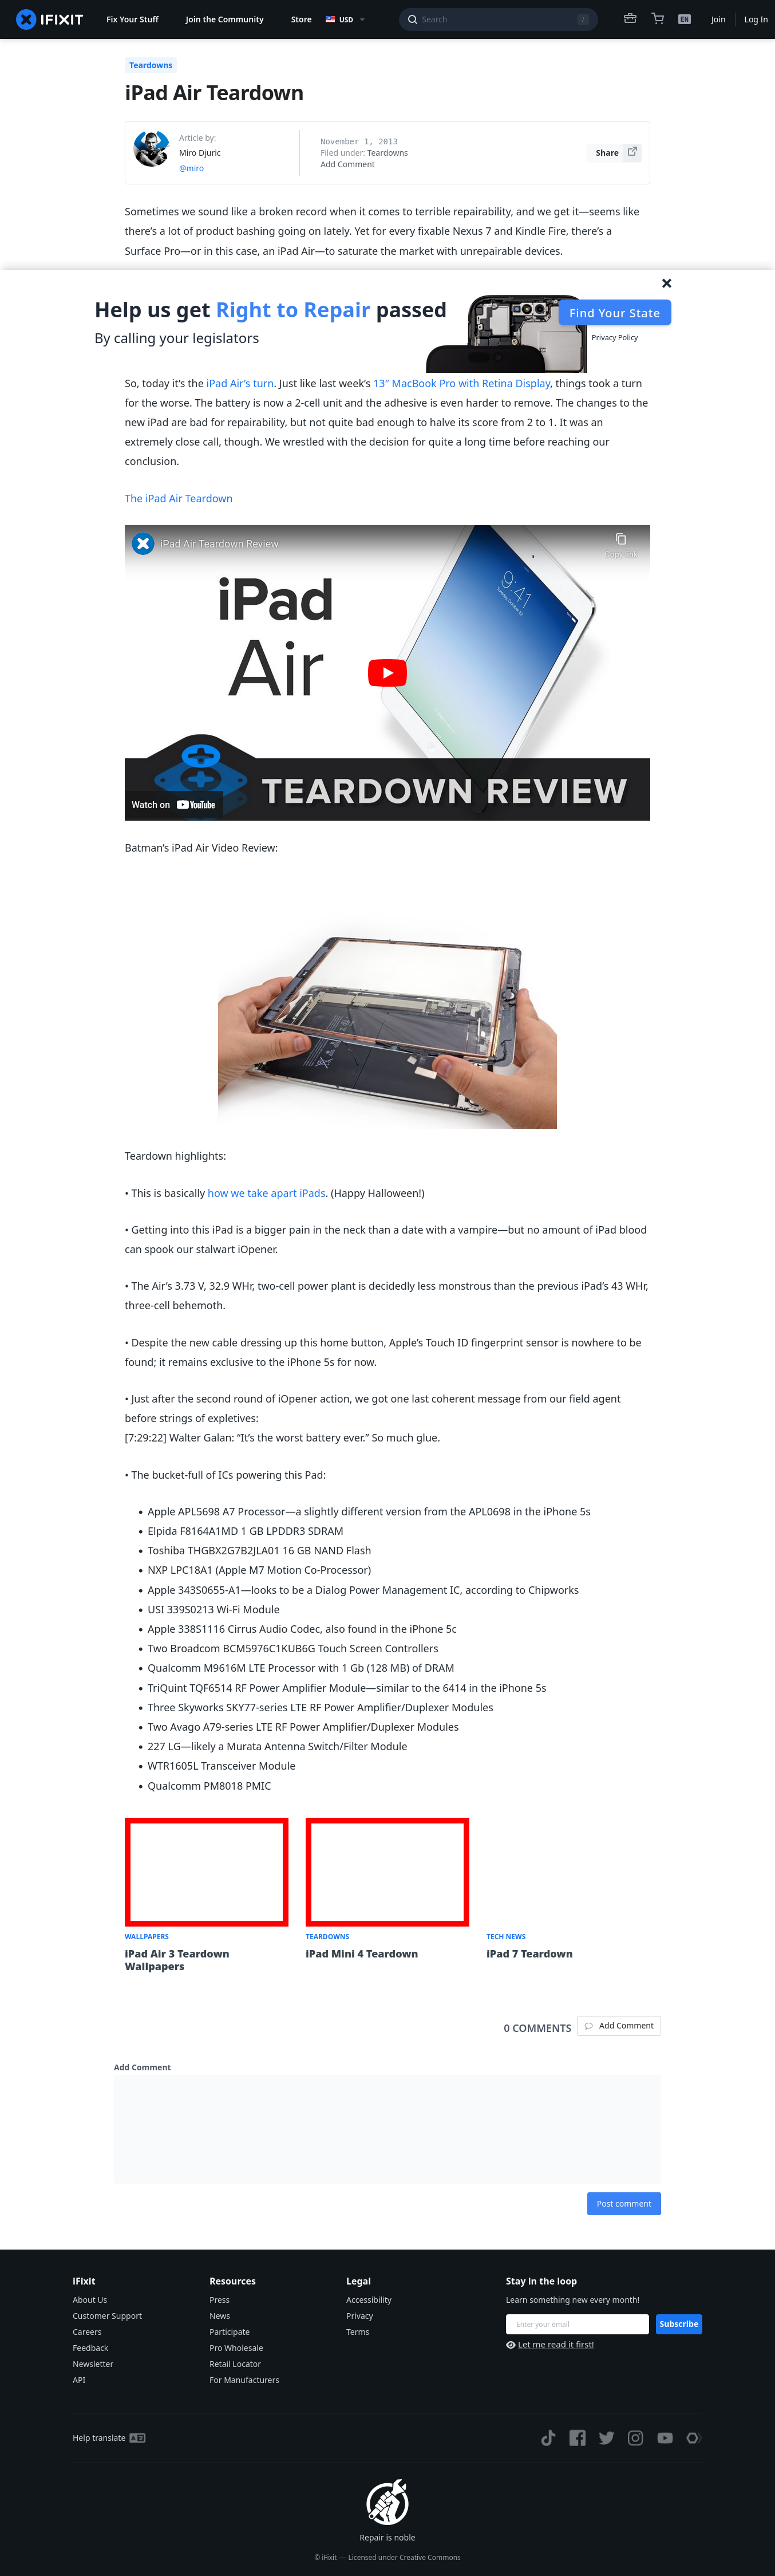 IFIXIT
Fix Your Stuff
Join the Community
Store
USD
Search
/
EN
Join
Log In
Teardowns
iPad Air Teardown
Article by:
Miro Djuric
@miro
November 1, 2013
Filed under: Teardowns
Add Comment
Share
Sometimes we sound like a broken record when it comes to terrible repairability, and we get it—seems like
there’s a lot of product bashing going on lately. Yet for every fixable Nexus 7 and Kindle Fire, there’s a
Surface Pro—or in this case, an iPad Air—to saturate the market with unrepairable devices.
Help us get Right to Repair passed
By calling your legislators
Find Your State
Privacy Policy
So, today it’s the iPad Air’s turn. Just like last week’s 13″ MacBook Pro with Retina Display, things took a turn
for the worse. The battery is now a 2-cell unit and the adhesive is even harder to remove. The changes to the
new iPad are bad for repairability, but not quite bad enough to halve its score from 2 to 1. It was an
extremely close call, though. We wrestled with the decision for quite a long time before reaching our
conclusion.
The iPad Air Teardown
iPad Air Teardown Review
Copy link
iPad
Air
9:41
TEARDOWN REVIEW
Watch on YouTube
Batman’s iPad Air Video Review:
Teardown highlights:
• This is basically how we take apart iPads. (Happy Halloween!)
• Getting into this iPad is a bigger pain in the neck than a date with a vampire—but no amount of iPad blood
can spook our stalwart iOpener.
• The Air’s 3.73 V, 32.9 WHr, two-cell power plant is decidedly less monstrous than the previous iPad’s 43 WHr,
three-cell behemoth.
• Despite the new cable dressing up this home button, Apple’s Touch ID fingerprint sensor is nowhere to be
found; it remains exclusive to the iPhone 5s for now.
• Just after the second round of iOpener action, we got one last coherent message from our field agent
before strings of expletives:
[7:29:22] Walter Galan: “It’s the worst battery ever.” So much glue.
• The bucket-full of ICs powering this Pad:
• Apple APL5698 A7 Processor—a slightly different version from the APL0698 in the iPhone 5s
• Elpida F8164A1MD 1 GB LPDDR3 SDRAM
• Toshiba THGBX2G7B2JLA01 16 GB NAND Flash
• NXP LPC18A1 (Apple M7 Motion Co-Processor)
• Apple 343S0655-A1—looks to be a Dialog Power Management IC, according to Chipworks
• USI 339S0213 Wi-Fi Module
• Apple 338S1116 Cirrus Audio Codec, also found in the iPhone 5c
• Two Broadcom BCM5976C1KUB6G Touch Screen Controllers
• Qualcomm M9616M LTE Processor with 1 Gb (128 MB) of DRAM
• TriQuint TQF6514 RF Power Amplifier Module—similar to the 6414 in the iPhone 5s
• Three Skyworks SKY77-series LTE RF Power Amplifier/Duplexer Modules
• Two Avago A79-series LTE RF Power Amplifier/Duplexer Modules
• 227 LG—likely a Murata Antenna Switch/Filter Module
• WTR1605L Transceiver Module
• Qualcomm PM8018 PMIC
WALLPAPERS
iPad Air 3 Teardown
Wallpapers
TEARDOWNS
iPad Mini 4 Teardown
TECH NEWS
iPad 7 Teardown
0 COMMENTS
Add Comment
Add Comment
Post comment
iFixit
About Us
Customer Support
Careers
Feedback
Newsletter
API
Resources
Press
News
Participate
Pro Wholesale
Retail Locator
For Manufacturers
Legal
Accessibility
Privacy
Terms
Stay in the loop
Learn something new every month!
Enter your email
Subscribe
Let me read it first!
Help translate
Repair is noble
© iFixit — Licensed under Creative Commons